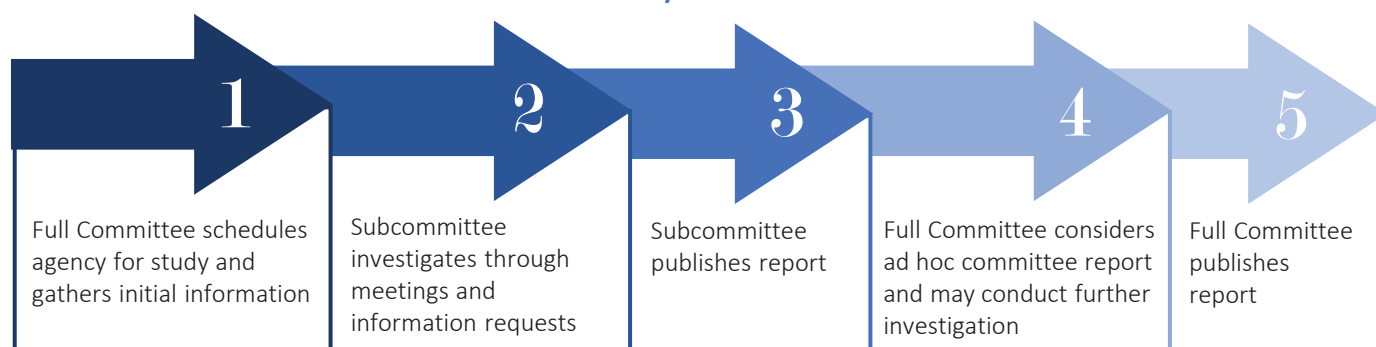 1
Full Committee schedules
agency for study and
gathers initial information
2
Subcommittee
investigates through
meetings and
information requests
3
Subcommittee
publishes report
4
Full Committee considers
ad hoc committee report
and may conduct further
investigation
5
Full Committee
publishes
report